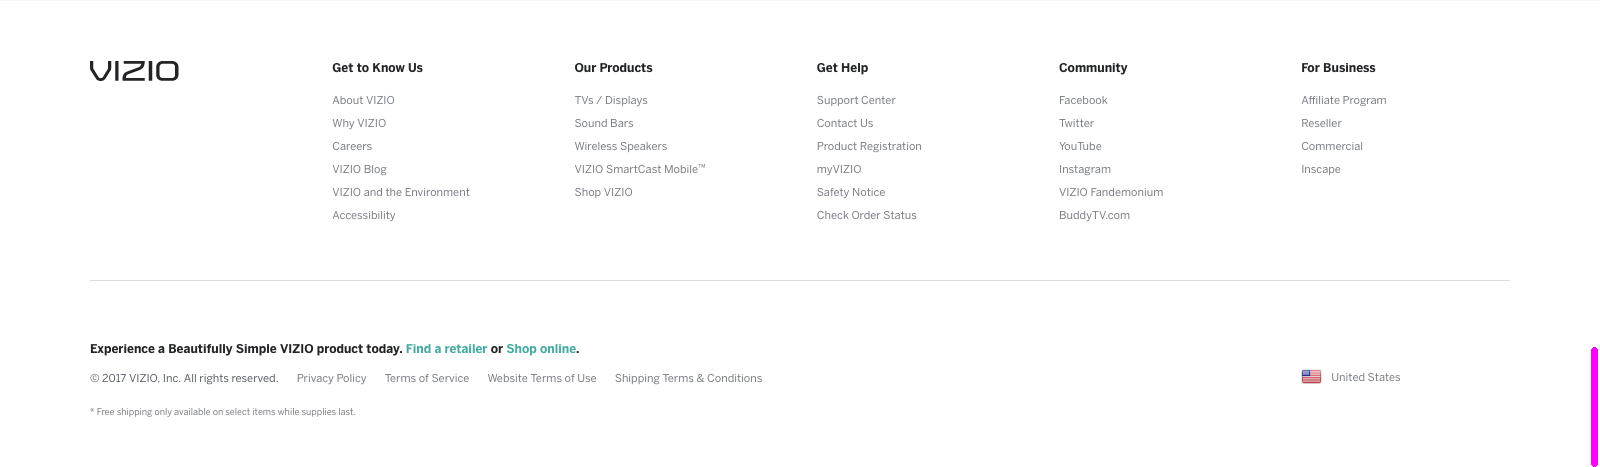 VIZIO
Get to Know Us
About VIZIO
Why VIZIO
Careers
VIZIO Blog
VIZIO and the Environment
Accessibility
Our Products
TVs / Displays
Sound Bars
Wireless Speakers
VIZIO SmartCast Mobile™
Shop VIZIO
Get Help
Support Center
Contact Us
Product Registration
myVIZIO
Safety Notice
Check Order Status
Community
Facebook
Twitter
YouTube
Instagram
VIZIO Fandemonium
BuddyTV.com
For Business
Affiliate Program
Reseller
Commercial
Inscape
Experience a Beautifully Simple VIZIO product today. Find a retailer or Shop online.
© 2017 VIZIO, Inc. All rights reserved. Privacy Policy Terms of Service Website Terms of Use Shipping Terms & Conditions
United States
* Free shipping only available on select items while supplies last.